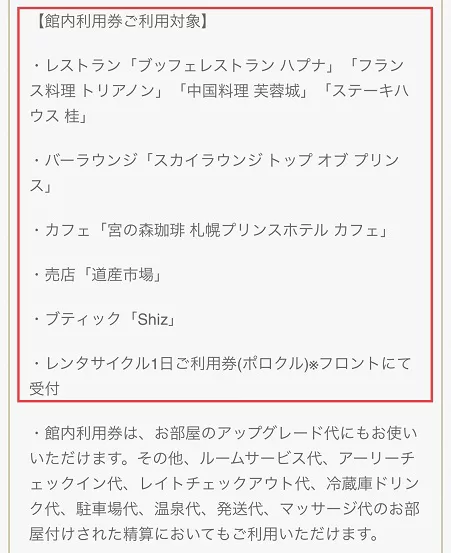 【館内利用券ご利用対象】
・レストラン「ブッフェレストラン ハプナ」「フラン
ス料理 トリアノン」「中国料理 芙蓉城」「ステーキハ
ウス 桂」
・バーラウンジ「スカイラウンジ トップ オブ プリン
ス」
・カフェ「宮の森珈琲 札幌プリンスホテル カフェ」
・売店「道産市場」
・ブティック「Shiz」
・レンタサイクル1日ご利用券(ポロクル)※フロントにて
受付
・館内利用券は、お部屋のアップグレード代にもお使い
いただけます。その他、ルームサービス代、アーリーチ
ェックイン代、レイトチェックアウト代、冷蔵庫ドリン
ク代、駐車場代、温泉代、発送代、マッサージ代のお部
屋付けされた精算においてもご利用いただけます。